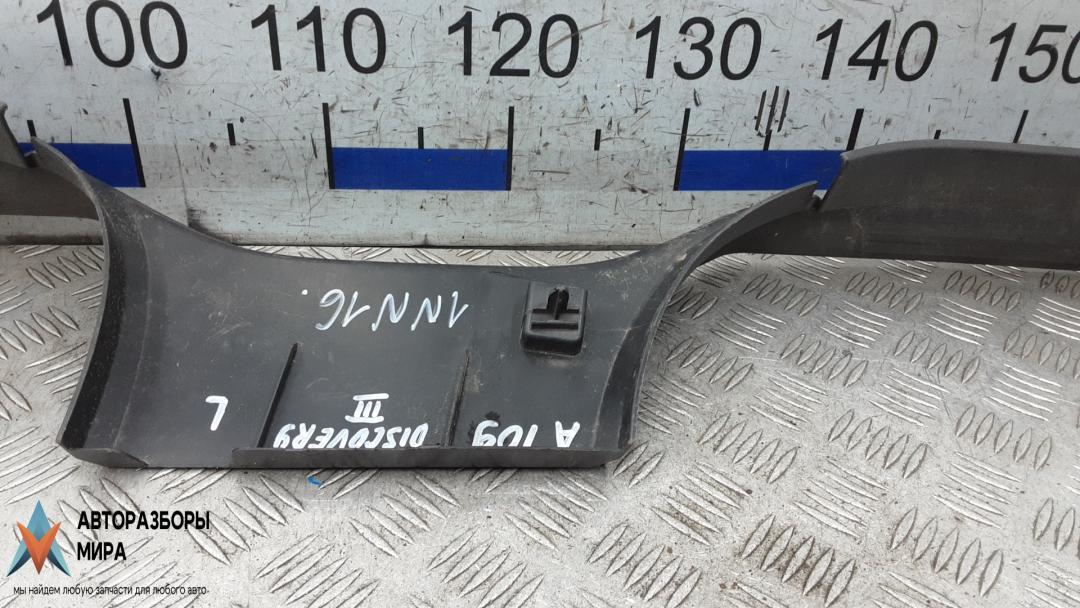 100 110 120 130 140 150
1NN16.
A 109 DISCOVERY L
III
АВТОРАЗБОРЫ
МИРА
мы найдем любую запчасти для любого авто